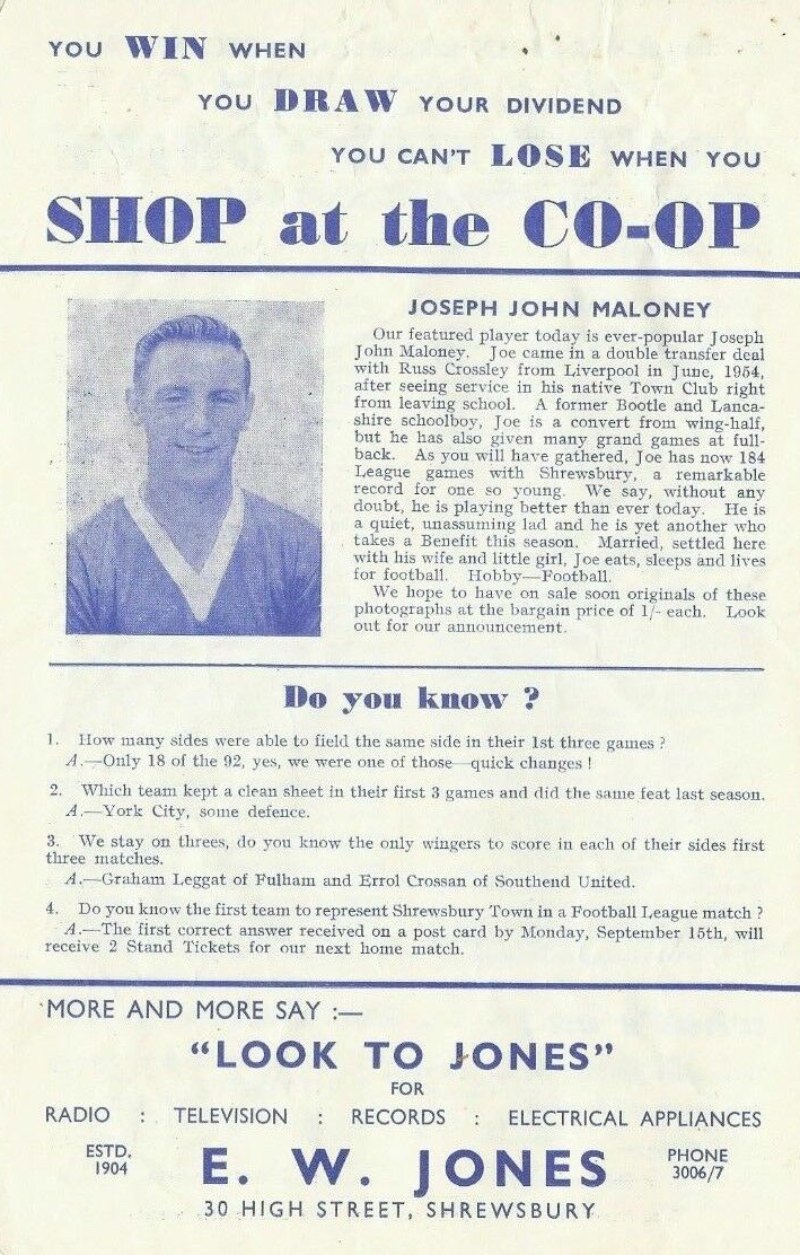 YOU WIN WHEN
YOU DRAW YOUR DIVIDEND
YOU CAN'T LOSE WHEN YOU
SHOP at the CO-OP
JOSEPH JOHN MALONEY
Our featured player today is ever-popular Joseph
John Maloney. Joe came in a double transfer deal
with Russ Crossley from Liverpool in June, 1954,
after seeing service in his native Town Club right
from leaving school. A former Bootle and Lanca-
shire schoolboy, Joe is a convert from wing-half,
but he has also given many grand games at full-
back. As you will have gathered, Joe has now 184
League games with Shrewsbury, a remarkable
record for one so young. We say, without any
doubt, he is playing better than ever today. He is
a quiet, unassuming lad and he is yet another who
takes a Benefit this season. Married, settled here
with his wife and little girl, Joe eats, sleeps and lives
for football. Hobby—Football.
We hope to have on sale soon originals of these
photographs at the bargain price of 1/- each. Look
out for our announcement.
Do you know ?
1. How many sides were able to field the same side in their 1st three games ?
A.—Only 18 of the 92, yes, we were one of those—quick changes !
2. Which team kept a clean sheet in their first 3 games and did the same feat last season.
A.—York City, some defence.
3. We stay on threes, do you know the only wingers to score in each of their sides first
three matches.
A.—Graham Leggat of Fulham and Errol Crossan of Southend United.
4. Do you know the first team to represent Shrewsbury Town in a Football League match ?
A.—The first correct answer received on a post card by Monday, September 15th, will
receive 2 Stand Tickets for our next home match.
MORE AND MORE SAY :—
"LOOK TO JONES"
FOR
RADIO : TELEVISION : RECORDS : ELECTRICAL APPLIANCES
ESTD. 1904
E. W. JONES
PHONE 3006/7
30 HIGH STREET, SHREWSBURY